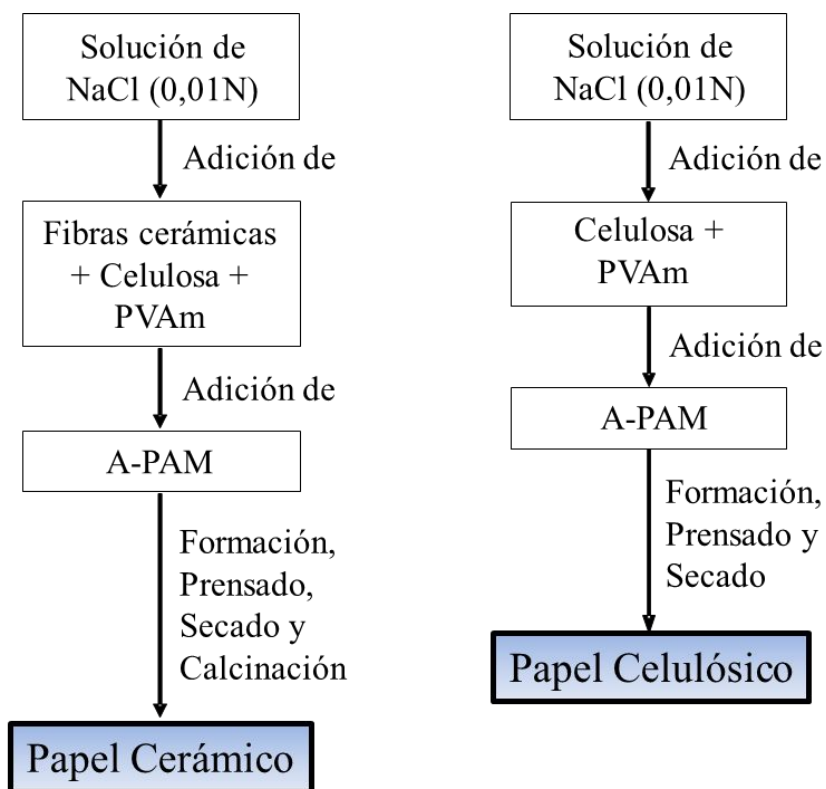 Solución de
NaCl (0,01N)
Adición de
Fibras cerámicas
+ Celulosa +
PVAm
Adición de
A-PAM
Formación,
Prensado,
Secado y
Calcinación
Papel Cerámico
Solución de
NaCl (0,01N)
Adición de
Celulosa +
PVAm
Adición de
A-PAM
Formación,
Prensado y
Secado
Papel Celulósico